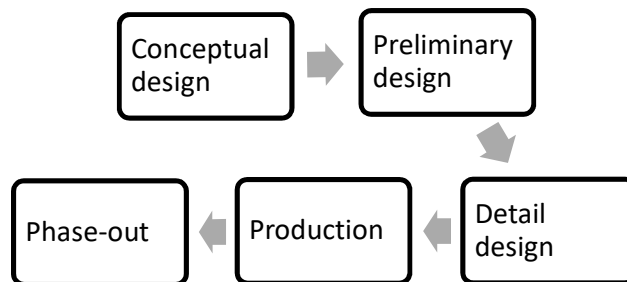 Conceptual
design
Preliminary
design
Detail
design
Production
Phase-out